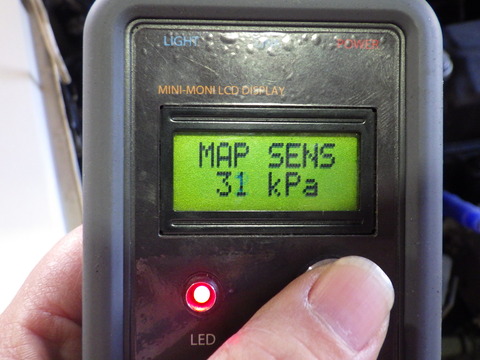 LIGHT POWER
MINI-MONI LCD DISPLAY
MAP SENS
31 kPa
LED